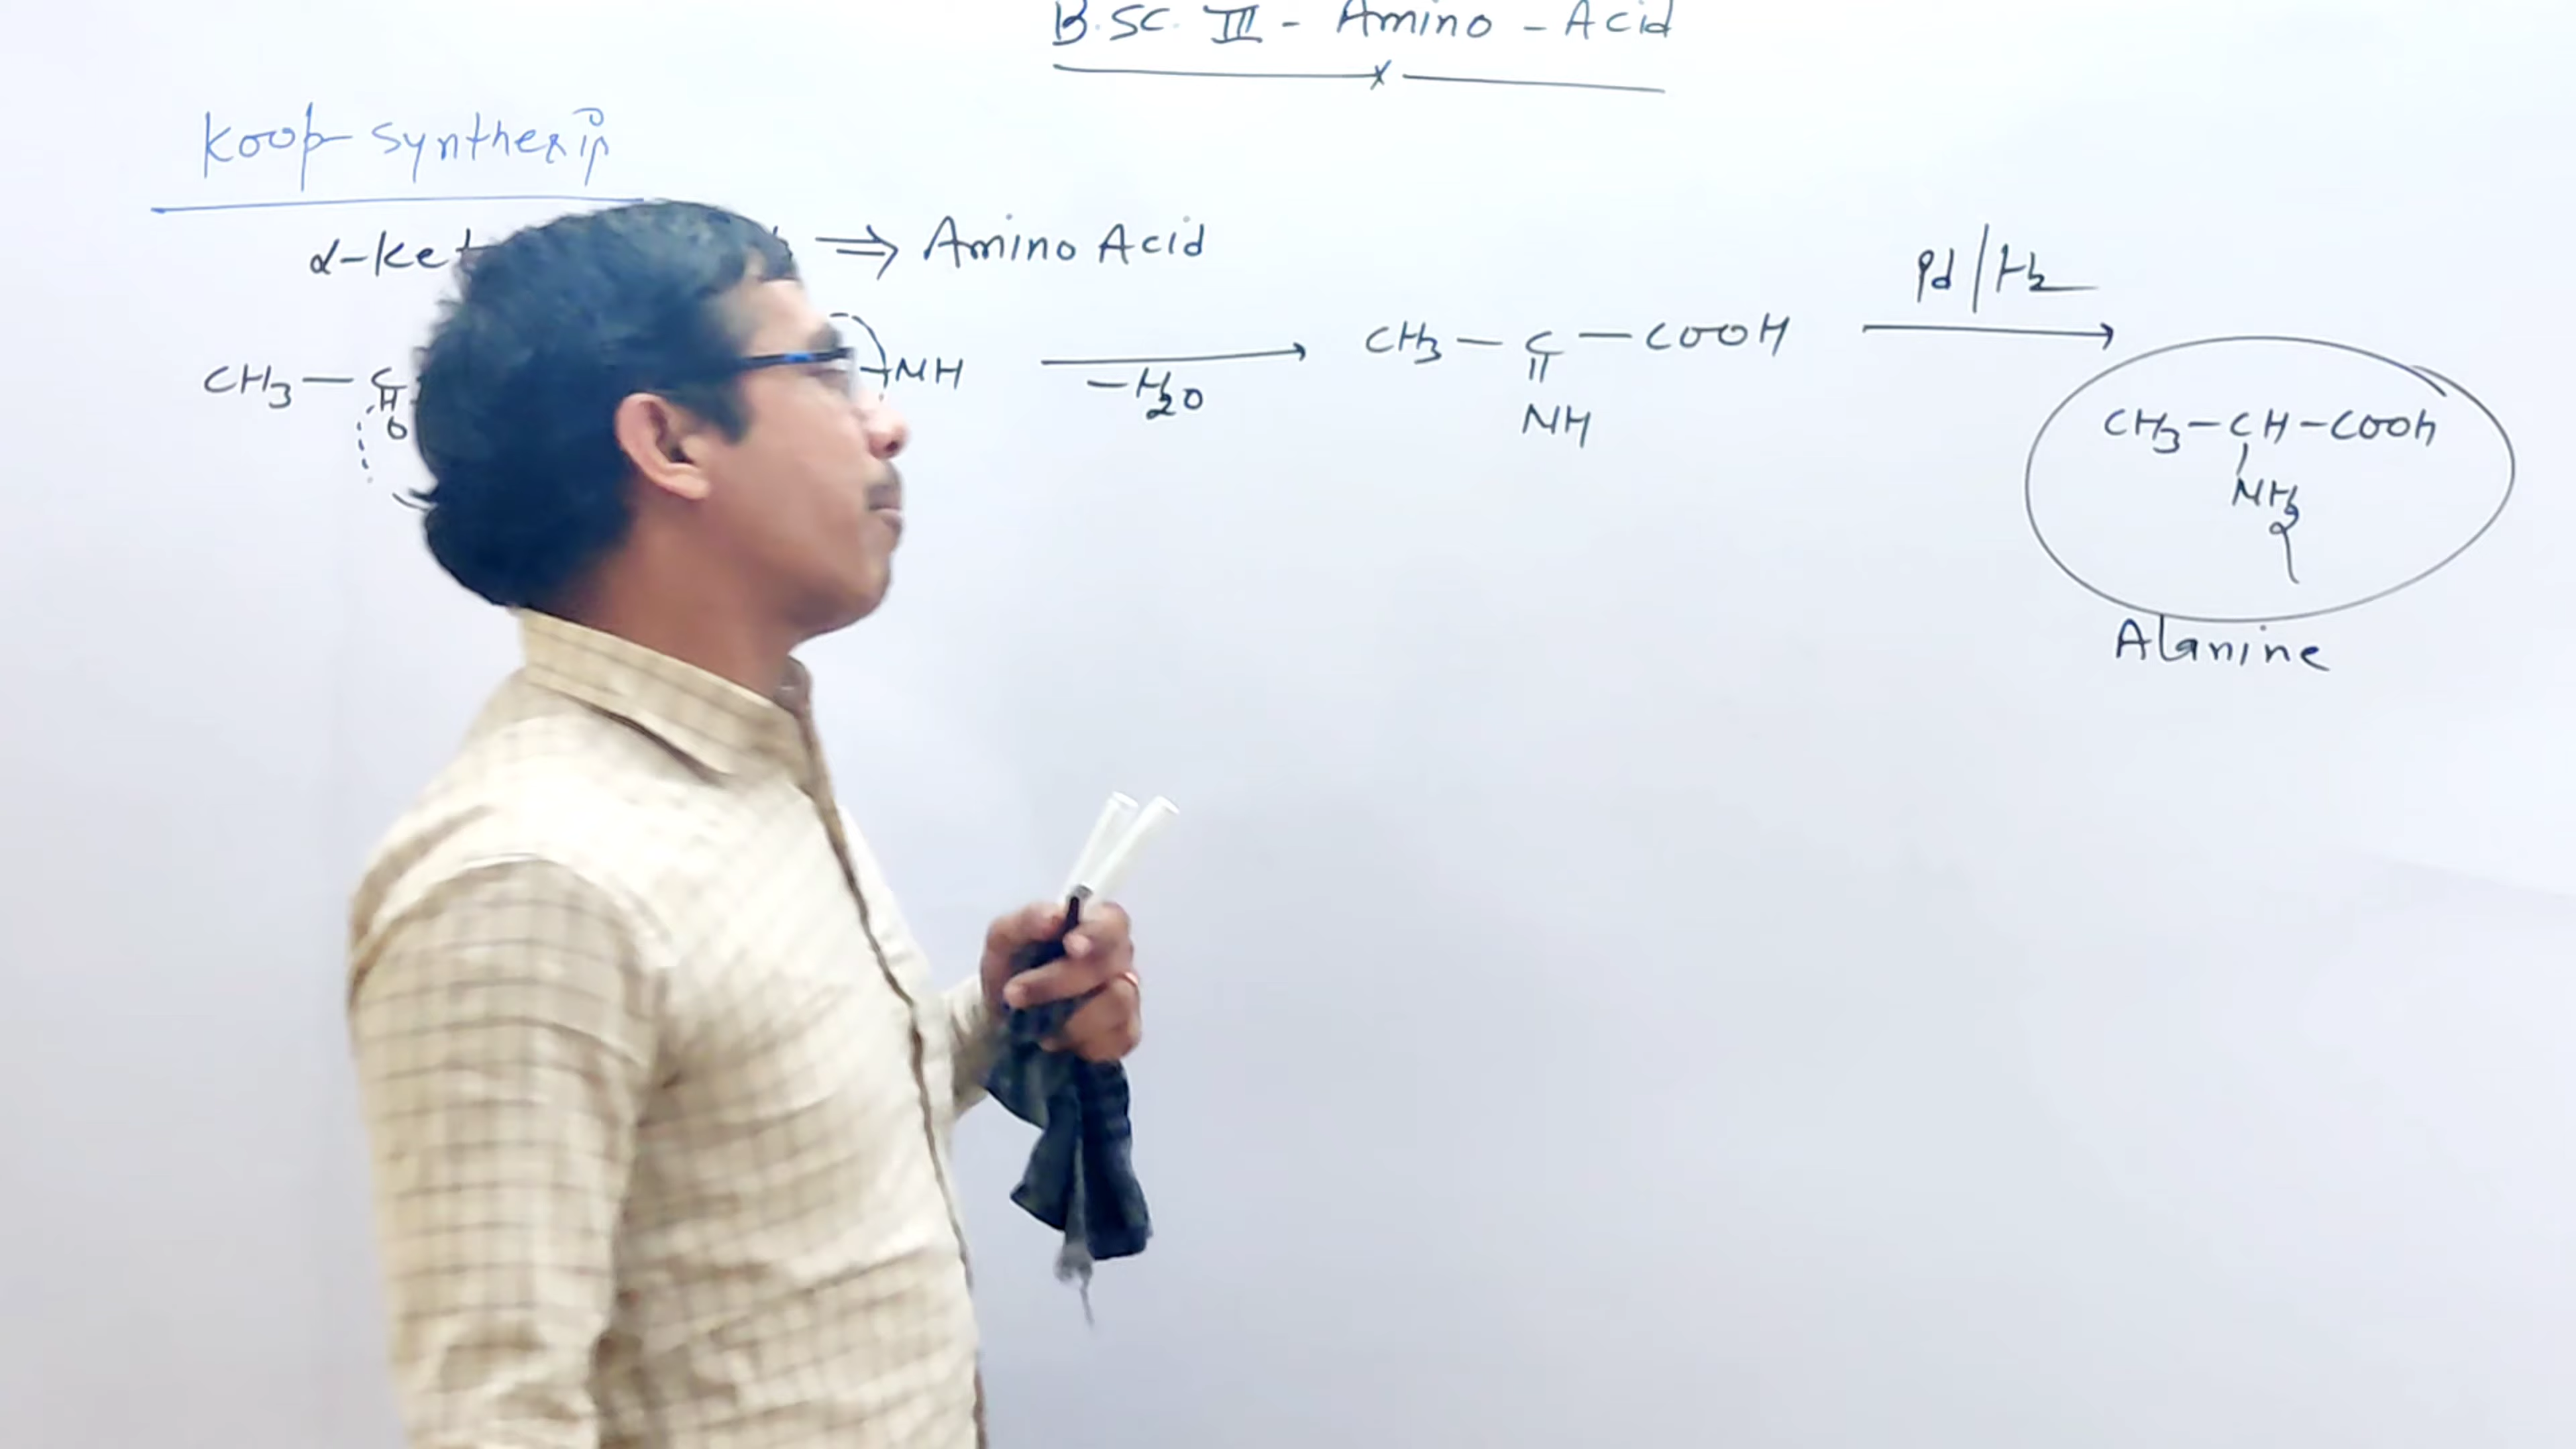 B.SC. III - Amino - Acid
Koop synthesis
α-ket ⇒ Amino Acid
Pd/H2
CH3 — C NH → CH3 — C — COOH →
O -H2O NH
CH3-CH-COOH
NH2
Alanine